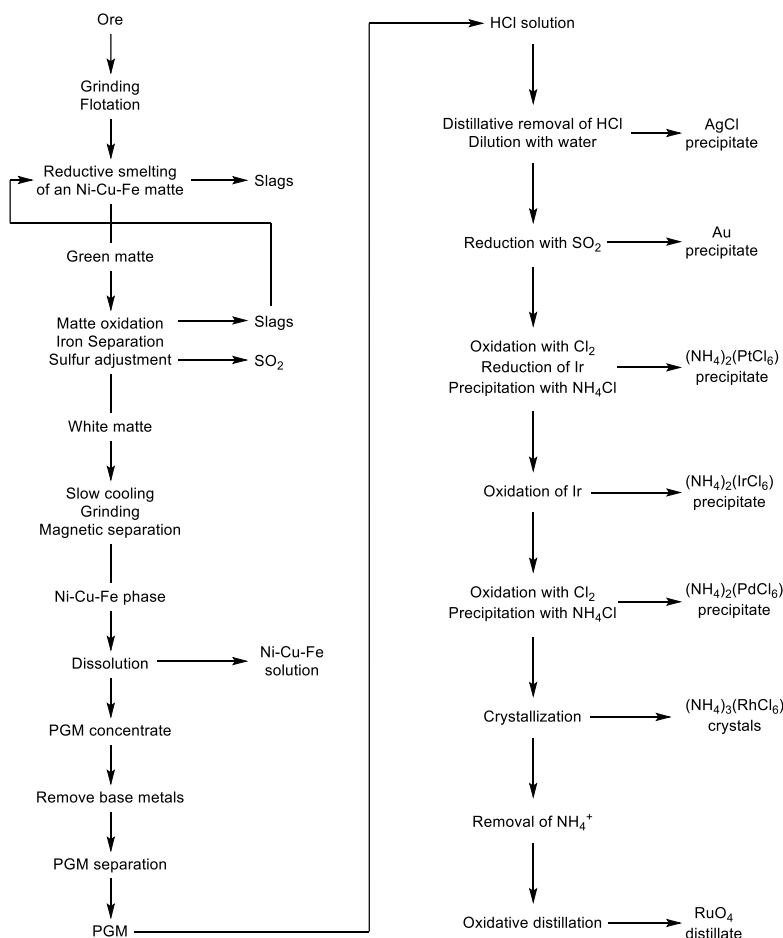 Ore
Grinding
Flotation
Reductive smelting
of an Ni-Cu-Fe matte
Slags
Green matte
Matte oxidation
Iron Separation
Sulfur adjustment
Slags
SO₂
White matte
Slow cooling
Grinding
Magnetic separation
Ni-Cu-Fe phase
Dissolution
Ni-Cu-Fe
solution
PGM concentrate
Remove base metals
PGM separation
PGM
HCl solution
Distillative removal of HCl
Dilution with water
AgCl
precipitate
Reduction with SO₂
Au
precipitate
Oxidation with Cl₂
Reduction of Ir
Precipitation with NH₄Cl
(NH₄)₂(PtCl₆)
precipitate
Oxidation of Ir
(NH₄)₂(IrCl₆)
precipitate
Oxidation with Cl₂
Precipitation with NH₄Cl
(NH₄)₂(PdCl₆)
precipitate
Crystallization
(NH₄)₃(RhCl₆)
crystals
Removal of NH₄⁺
Oxidative distillation
RuO₄
distillate